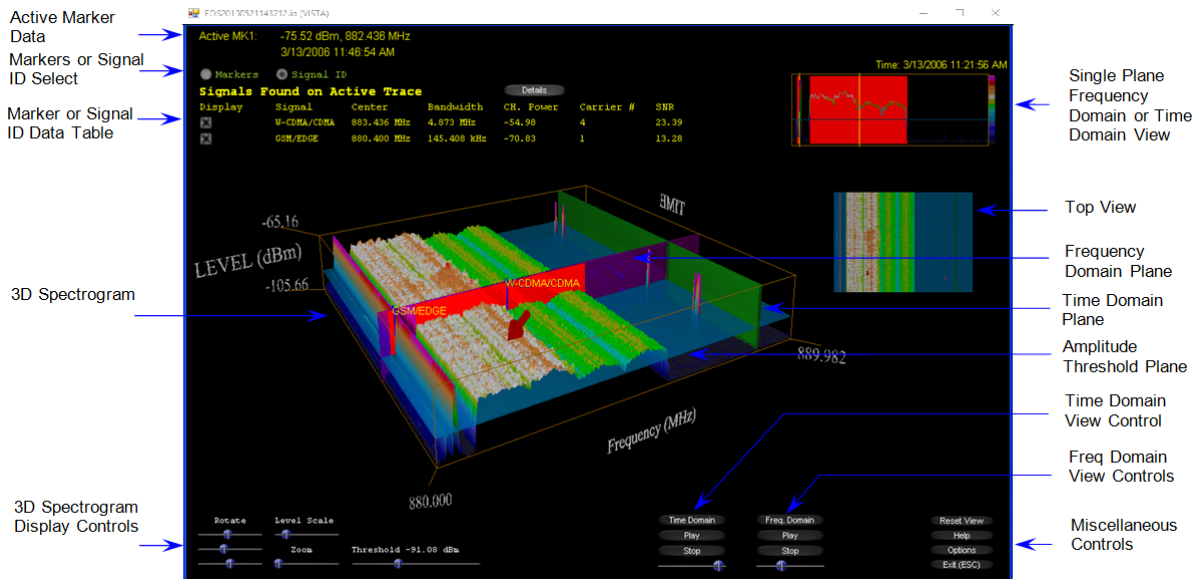 EOS20100521143712.iq (VISTA)
Active Marker
Data
Markers or Signal
ID Select
Marker or Signal
ID Data Table
3D Spectrogram
3D Spectrogram
Display Controls
Active MK1: -75.52 dBm, 882.436 MHz
3/13/2006 11:46:54 AM
Markers Signal ID
Signals Found on Active Trace
Details
Display Signal Center Bandwidth CH. Power Carrier # SNR
W-CDMA/CDMA 883.436 MHz 4.873 MHz -54.98 4 23.39
GSM/EDGE 880.400 MHz 145.408 kHz -70.83 1 13.28
Time: 3/13/2006 11:21:56 AM
-65.16
LEVEL (dBm)
-105.66
TIME
W-CDMA/CDMA
GSM/EDGE
889.982
Frequency (MHz)
880.000
Rotate Level Scale
Zoom Threshold -91.08 dBm
Time Domain
Play
Stop
Freq. Domain
Play
Stop
Reset View
Help
Options
Exit (ESC)
Single Plane
Frequency
Domain or Time
Domain View
Top View
Frequency
Domain Plane
Time Domain
Plane
Amplitude
Threshold Plane
Time Domain
View Control
Freq Domain
View Controls
Miscellaneous
Controls